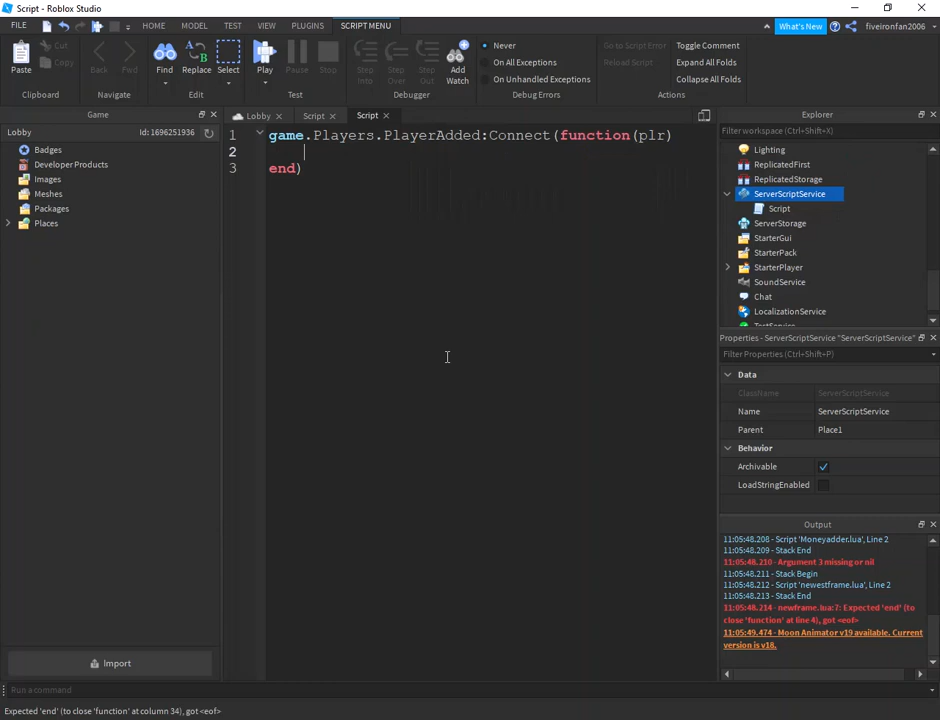 Script - Roblox Studio
FILE HOME MODEL TEST VIEW PLUGINS SCRIPT MENU What's New fiveironfan2006
Paste Cut Copy Back Fwd Find Replace Select Play Pause Stop Step Into Step Over Step Out Add Watch
Never
On All Exceptions
On Unhandled Exceptions
Go to Script Error Toggle Comment
Reload Script Expand All Folds
Collapse All Folds
Clipboard Navigate Edit Test Debugger Debug Errors Actions
Game
Lobby Script Script
Lobby Id: 1696251936
Badges
Developer Products
Images
Meshes
Packages
Places
Import
1 game.Players.PlayerAdded:Connect(function(plr)
2
3 end)
Explorer
Filter workspace (Ctrl+Shift+X)
Lighting
ReplicatedFirst
ReplicatedStorage
ServerScriptService
Script
ServerStorage
StarterGui
StarterPack
StarterPlayer
SoundService
Chat
LocalizationService
TestService
Properties - ServerScriptService "ServerScriptService"
Filter Properties (Ctrl+Shift+P)
Data
ClassName ServerScriptService
Name ServerScriptService
Parent Place1
Behavior
Archivable
LoadStringEnabled
Output
11:05:48.208 - Script 'Moneyadder.lua', Line 2
11:05:48.209 - Stack End
11:05:48.210 - Argument 3 missing or nil
11:05:48.211 - Stack Begin
11:05:48.212 - Script 'newestframe.lua', Line 2
11:05:48.213 - Stack End
11:05:48.214 - newframe.lua:7: Expected 'end' (to
close 'function' at line 4), got <eof>
11:05:49.474 - Moon Animator v19 available. Current
version is v18.
Run a command
Expected 'end' (to close 'function' at column 34), got <eof>